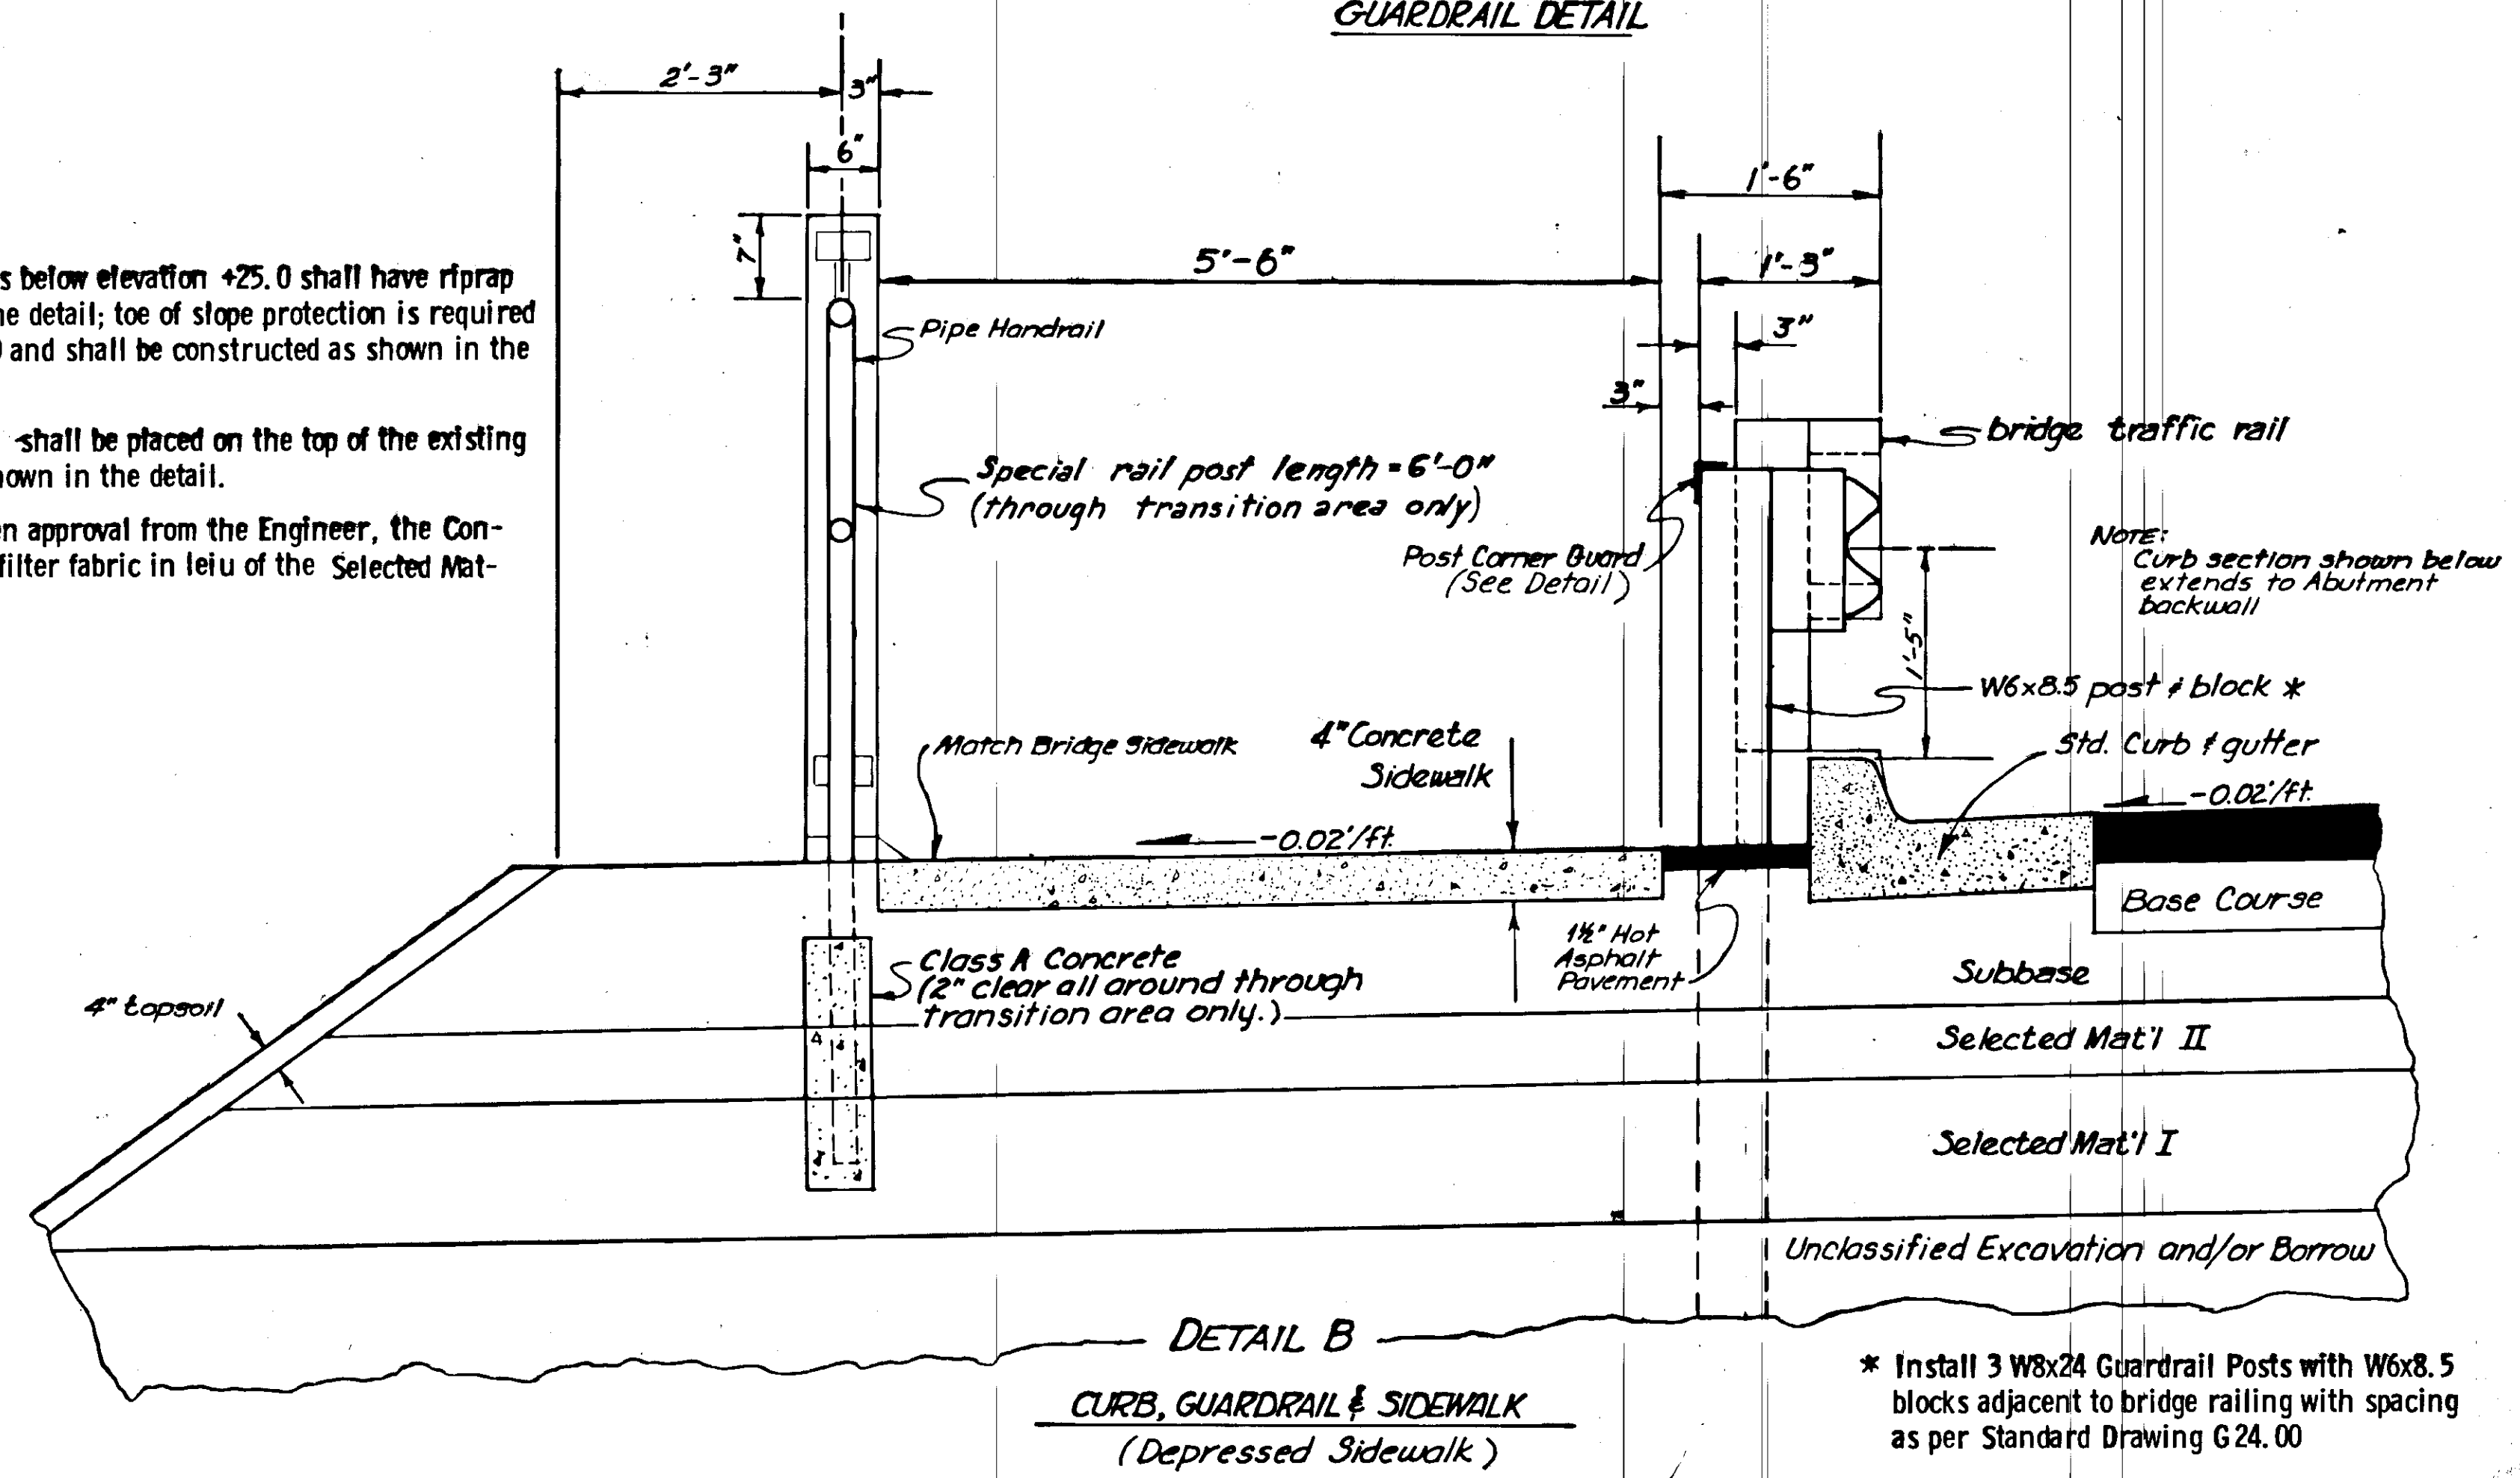 GUARDRAIL DETAIL
2'-3"
3"
6"
7"
5'-6"
1'-6"
1'-3"
3"
3"
s below elevation +25.0 shall have riprap
ne detail; toe of slope protection is required
) and shall be constructed as shown in the
shall be placed on the top of the existing
own in the detail.
en approval from the Engineer, the Con-
filter fabric in leiu of the Selected Mat-
Pipe Handrail
Special rail post length = 6'-0"
(through transition area only)
Post Corner Guard
(See Detail)
bridge traffic rail
NOTE:
Curb section shown below
extends to Abutment
backwall
1'-5"
W6x8.5 post & block *
Std. Curb & gutter
-0.02'/ft.
Match Bridge Sidewalk
4" Concrete
Sidewalk
-0.02'/ft.
Base Course
Class A Concrete
(2" clear all around through
transition area only.)
1½" Hot
Asphalt
Pavement
Subbase
4" topsoil
Selected Mat'l II
Selected Mat'l I
Unclassified Excavation and/or Borrow
DETAIL B
CURB, GUARDRAIL & SIDEWALK
(Depressed Sidewalk)
* Install 3 W8x24 Guardrail Posts with W6x8.5
blocks adjacent to bridge railing with spacing
as per Standard Drawing G24.00